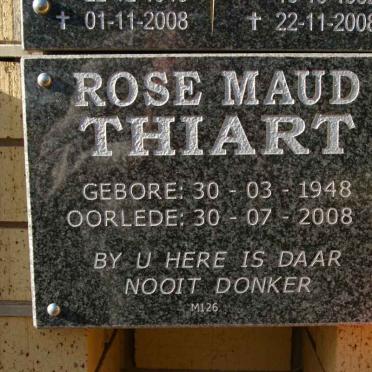 ✝ 01-11-2008 ✝ 22-11-2008
ROSE MAUD
THIART
GEBORE: 30 - 03 - 1948
OORLEDE: 30 - 07 - 2008
BY U HERE IS DAAR
NOOIT DONKER
M126